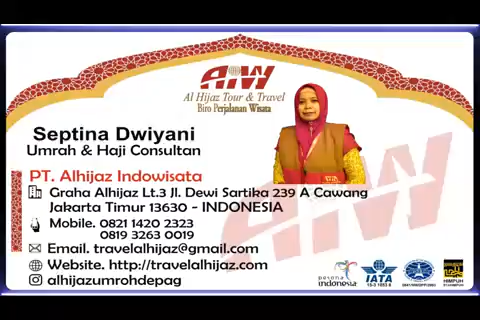 AIW
Al Hijaz Tour & Travel
Biro Perjalanan Wisata
Septina Dwiyani
Umrah & Haji Consultan
PT. Alhijaz Indowisata
Graha Alhijaz Lt.3 Jl. Dewi Sartika 239 A Cawang
Jakarta Timur 13630 - INDONESIA
Mobile. 0821 1420 2323
0819 3263 0019
Email. travelalhijaz@gmail.com
Website. http://travelalhijaz.com
alhijazumrohdepag
pesona
indonesia
IATA
HIMPUH